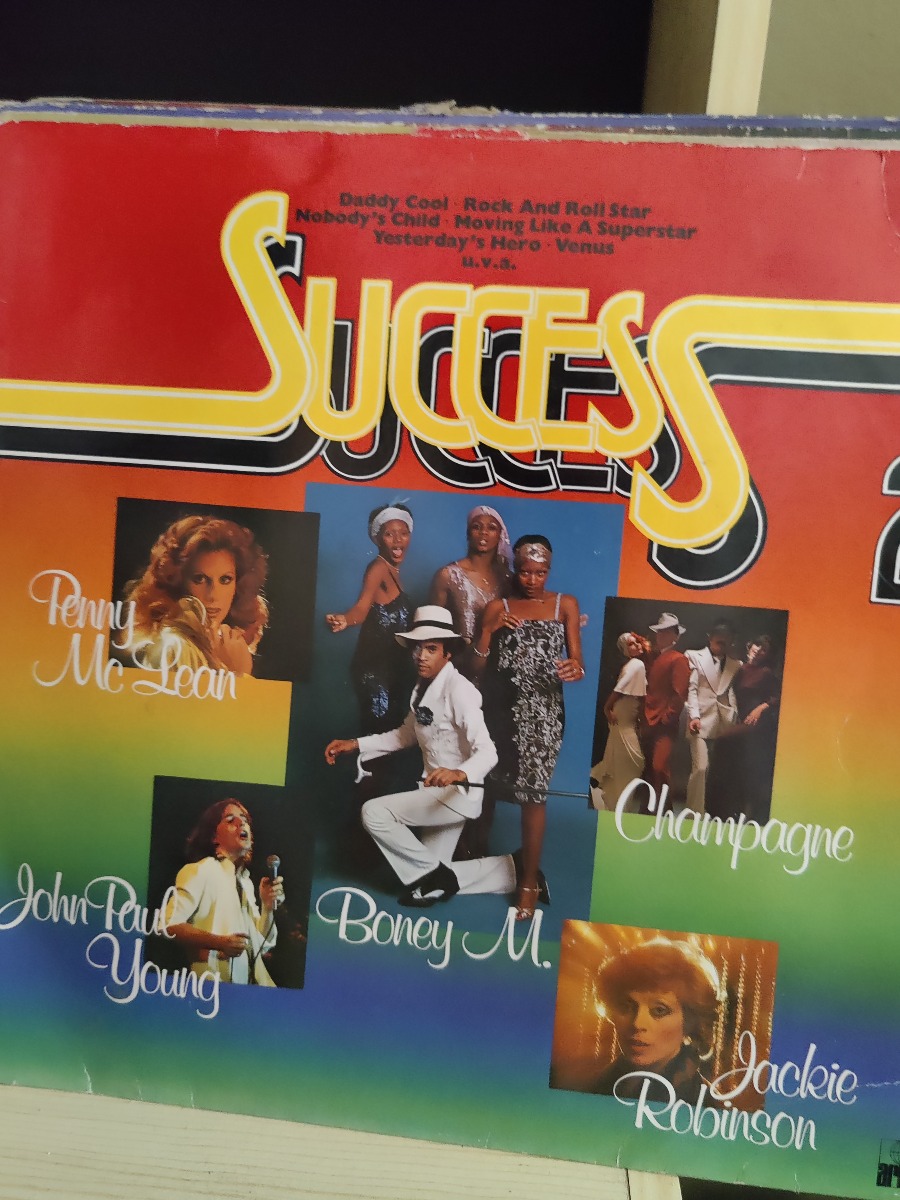 Daddy Cool · Rock And Roll Star
Nobody's Child · Moving Like A Superstar
Yesterday's Hero · Venus
u.v.a.
SUCCESS
Penny
Mc Lean
Champagne
John Paul
Young
Boney M.
Jackie
Robinson